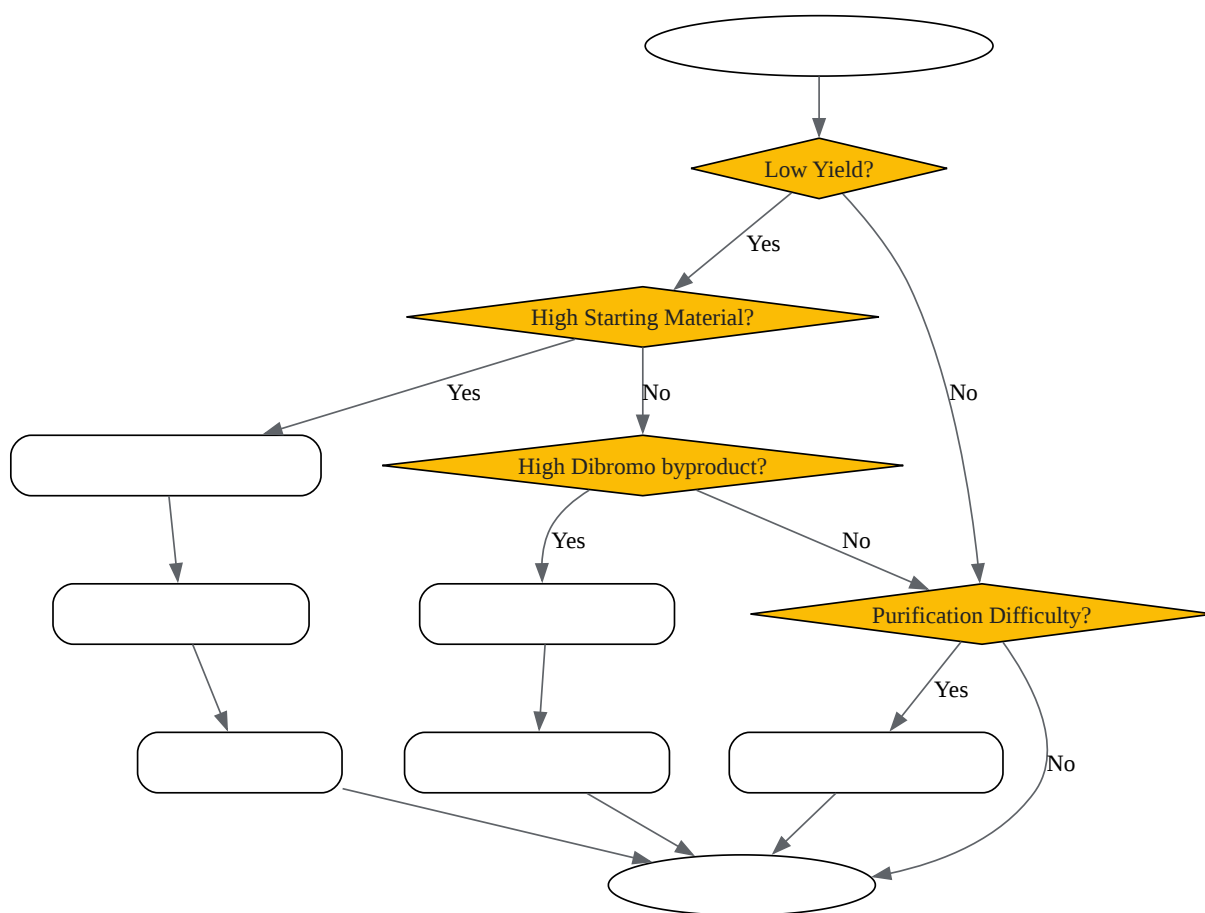 Low Yield?
Yes
High Starting Material?
Yes
No
No
High Dibromo byproduct?
Yes
No
Purification Difficulty?
Yes
No